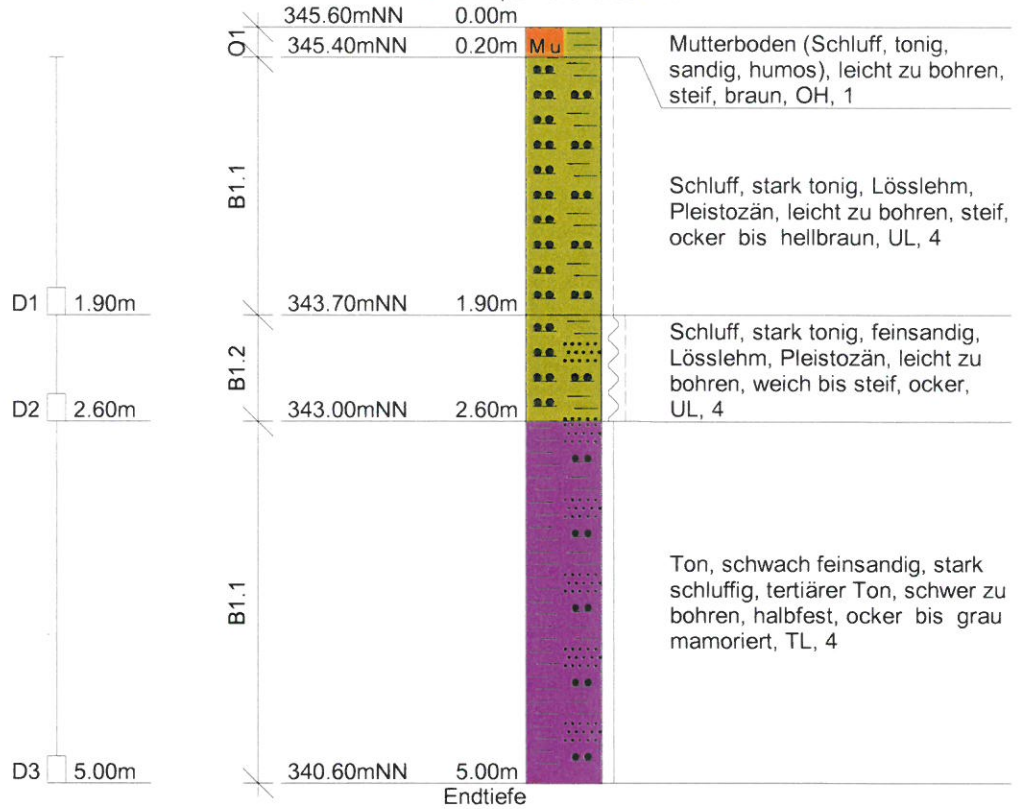 345.60mNN 0.00m
O1
345.40mNN 0.20m Mu
Mutterboden (Schluff, tonig,
sandig, humos), leicht zu bohren,
steif, braun, OH, 1
B1.1
Schluff, stark tonig, Lösslehm,
Pleistozän, leicht zu bohren, steif,
ocker bis hellbraun, UL, 4
D1 1.90m
343.70mNN 1.90m
B1.2
Schluff, stark tonig, feinsandig,
Lösslehm, Pleistozän, leicht zu
bohren, weich bis steif, ocker,
UL, 4
D2 2.60m
343.00mNN 2.60m
B1.1
Ton, schwach feinsandig, stark
schluffig, tertiärer Ton, schwer zu
bohren, halbfest, ocker bis grau
mamoriert, TL, 4
D3 5.00m
340.60mNN 5.00m
Endtiefe